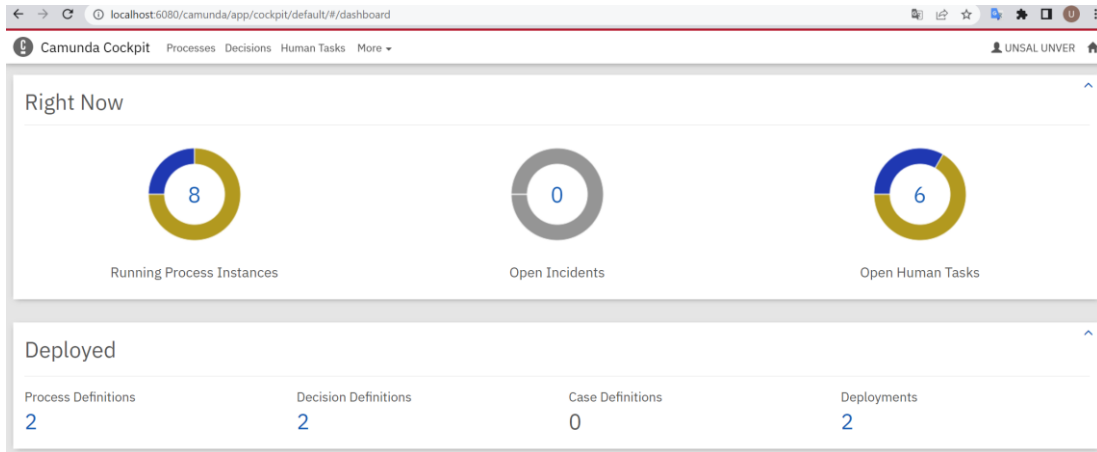 localhost:6080/camunda/app/cockpit/default/#/dashboard
U
C Camunda Cockpit Processes Decisions Human Tasks More
UNSAL UNVER
Right Now
8 0 6
Running Process Instances Open Incidents Open Human Tasks
Deployed
Process Definitions Decision Definitions Case Definitions Deployments
2 2 0 2